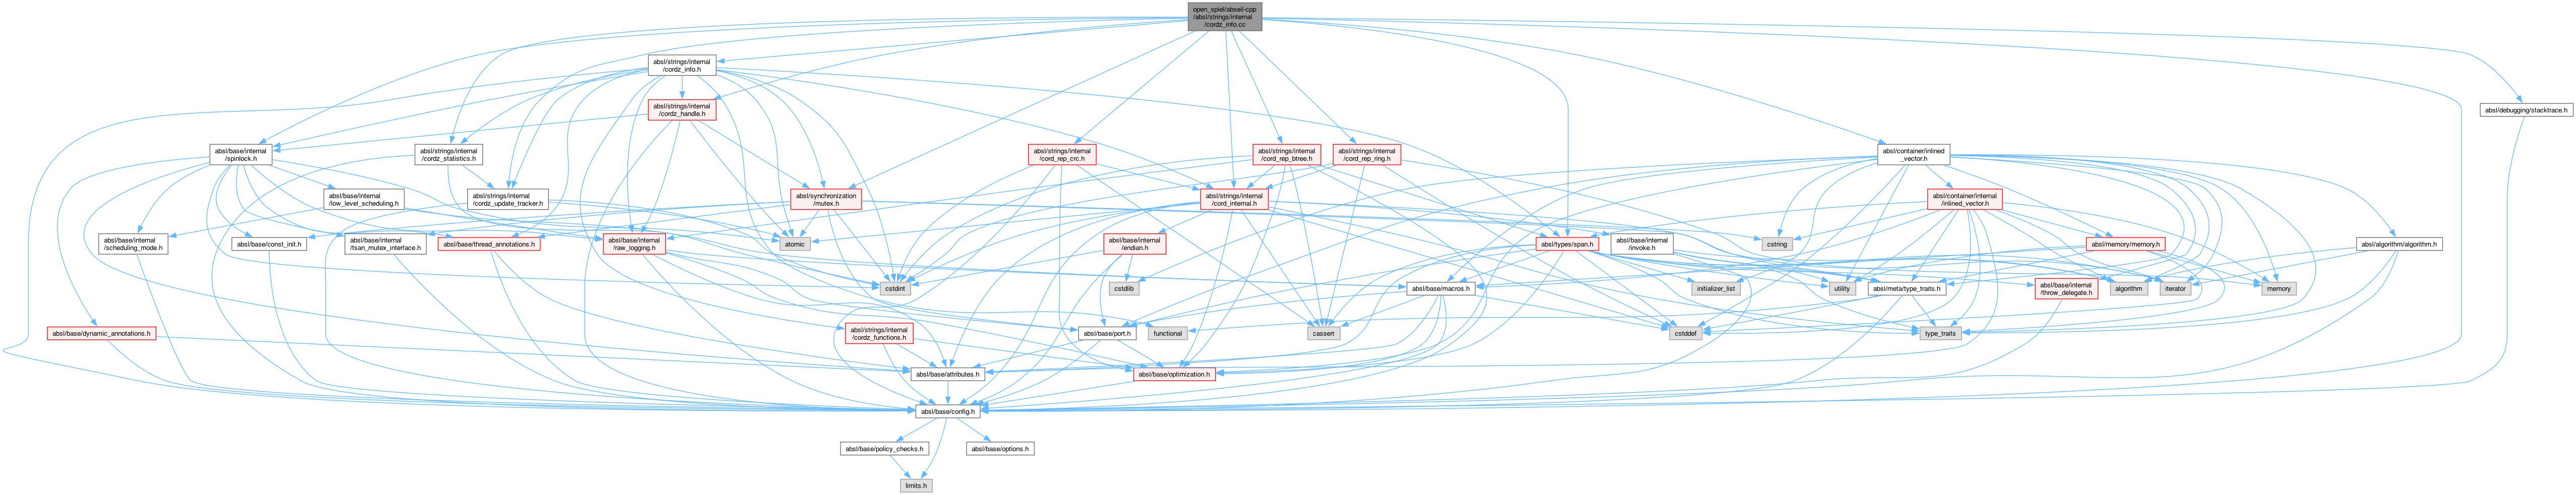 open_spiel/abseil-cpp
/absl/strings/internal
/cordz_info.cc
absl/strings/internal
/cordz_info.h
absl/strings/internal
/cordz_handle.h
absl/debugging/stacktrace.h
absl/base/internal
/spinlock.h
absl/strings/internal
/cordz_statistics.h
absl/strings/internal
/cord_rep_crc.h
absl/strings/internal
/cord_rep_btree.h
absl/strings/internal
/cord_rep_ring.h
absl/container/inlined
_vector.h
absl/base/internal
/low_level_scheduling.h
absl/strings/internal
/cordz_update_tracker.h
absl/synchronization
/mutex.h
absl/strings/internal
/cord_internal.h
absl/container/internal
/inlined_vector.h
absl/base/internal
/scheduling_mode.h
absl/base/const_init.h
absl/base/internal
/tsan_mutex_interface.h
absl/base/thread_annotations.h
absl/base/internal
/raw_logging.h
atomic
absl/base/internal
/endian.h
cstring
absl/types/span.h
absl/base/internal
/invoke.h
absl/memory/memory.h
absl/algorithm/algorithm.h
cstdint
cstdlib
absl/base/macros.h
initializer_list
utility
absl/meta/type_traits.h
absl/base/internal
/throw_delegate.h
algorithm
iterator
memory
absl/base/dynamic_annotations.h
absl/strings/internal
/cordz_functions.h
absl/base/port.h
functional
cassert
cstddef
type_traits
absl/base/attributes.h
absl/base/optimization.h
absl/base/config.h
absl/base/policy_checks.h
absl/base/options.h
limits.h